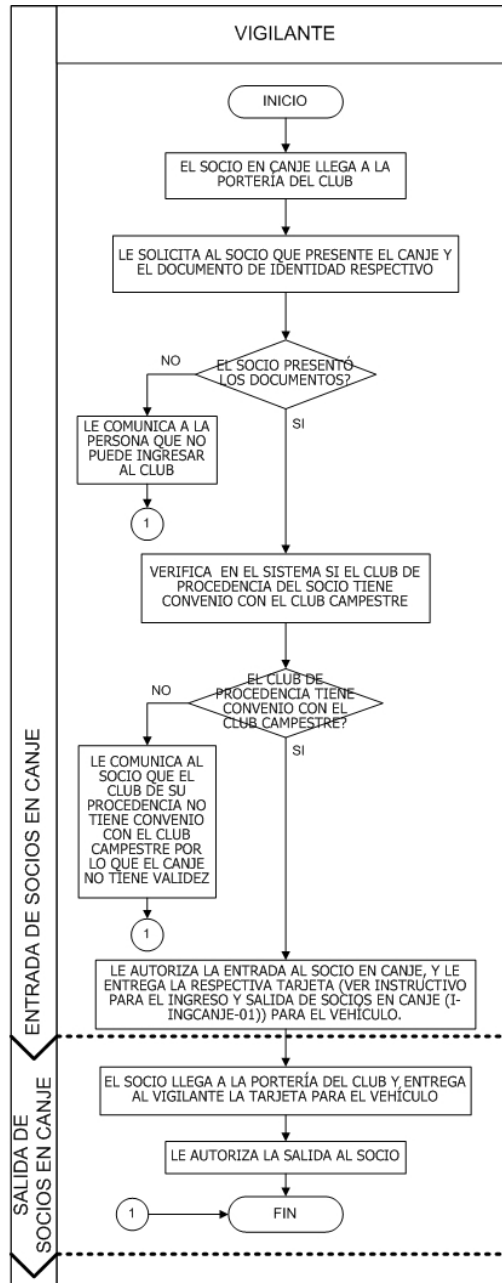 VIGILANTE
INICIO
EL SOCIO EN CANJE LLEGA A LA
PORTERÍA DEL CLUB
LE SOLICITA AL SOCIO QUE PRESENTE EL CANJE Y
EL DOCUMENTO DE IDENTIDAD RESPECTIVO
EL SOCIO PRESENTÓ
LOS DOCUMENTOS?
NO
SI
LE COMUNICA A LA
PERSONA QUE NO
PUEDE INGRESAR
AL CLUB
1
VERIFICA EN EL SISTEMA SI EL CLUB DE
PROCEDENCIA DEL SOCIO TIENE
CONVENIO CON EL CLUB CAMPESTRE
EL CLUB DE
PROCEDENCIA TIENE
CONVENIO CON EL
CLUB CAMPESTRE?
NO
SI
LE COMUNICA AL
SOCIO QUE EL
CLUB DE SU
PROCEDENCIA NO
TIENE CONVENIO
CON EL CLUB
CAMPESTRE POR
LO QUE EL CANJE
NO TIENE VALIDEZ
1
LE AUTORIZA LA ENTRADA AL SOCIO EN CANJE, Y LE
ENTREGA LA RESPECTIVA TARJETA (VER INSTRUCTIVO
PARA EL INGRESO Y SALIDA DE SOCIOS EN CANJE (I-
INGCANJE-01)) PARA EL VEHÍCULO.
ENTRADA DE SOCIOS EN CANJE
EL SOCIO LLEGA A LA PORTERÍA DEL CLUB Y ENTREGA
AL VIGILANTE LA TARJETA PARA EL VEHÍCULO
LE AUTORIZA LA SALIDA AL SOCIO
1
FIN
SALIDA DE
SOCIOS EN CANJE